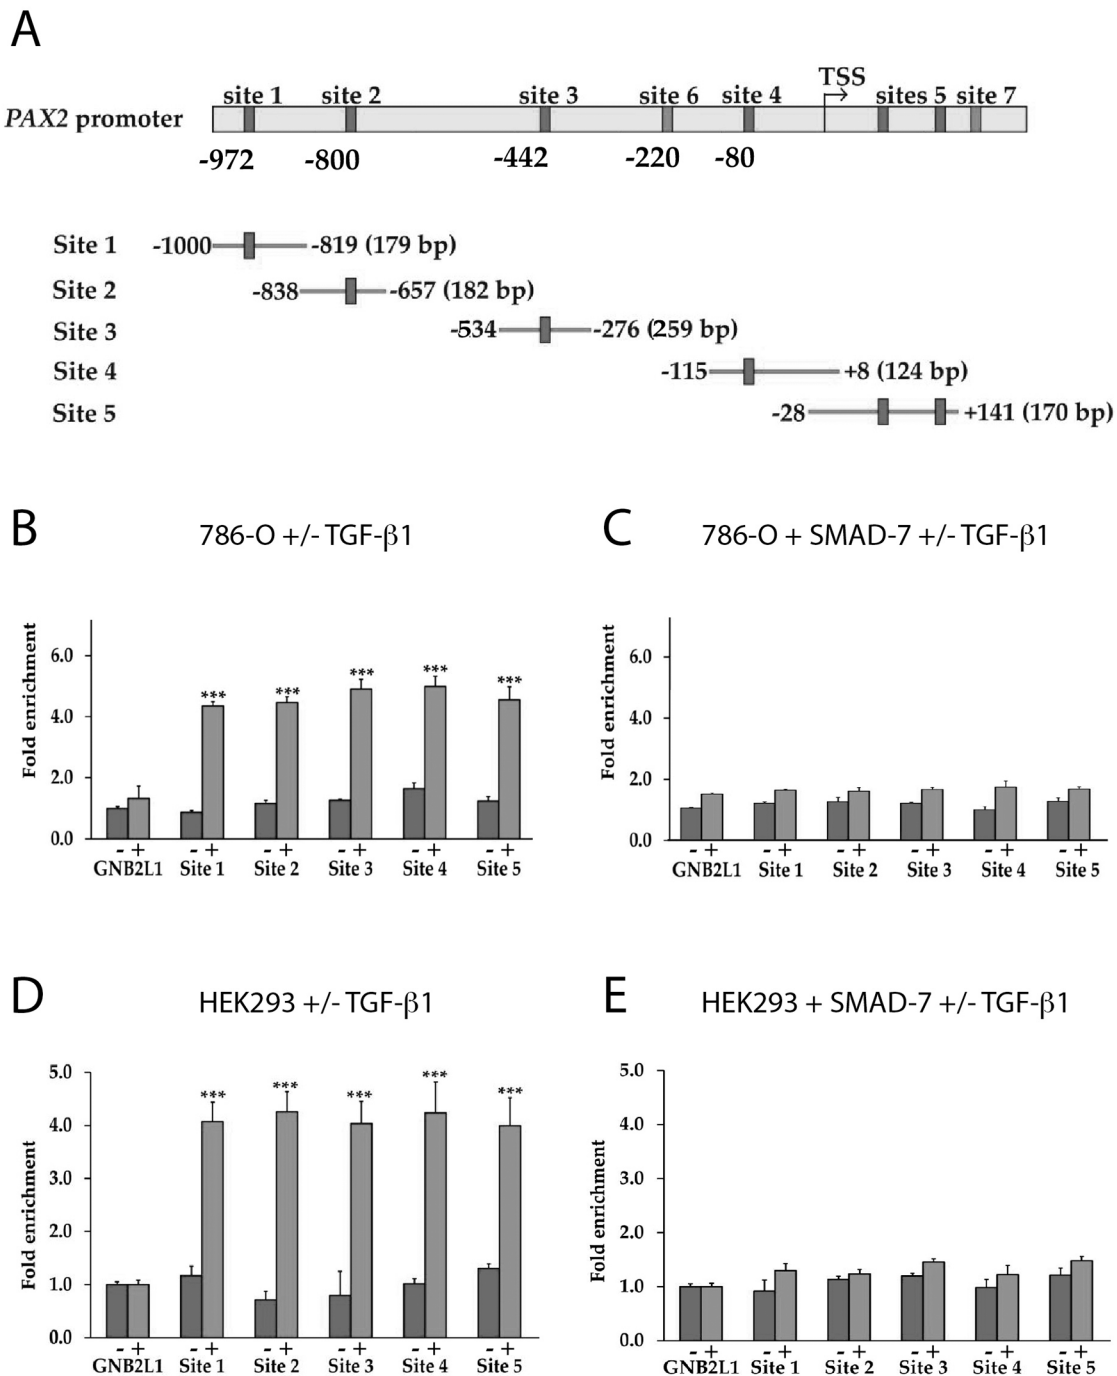 A
TSS
site 1 site 2 site 3 site 6 site 4 sites 5 site 7
PAX2 promoter
-972 -800 -442 -220 -80
Site 1 -1000 -819 (179 bp)
Site 2 -838 -657 (182 bp)
Site 3 -534 -276 (259 bp)
Site 4 -115 +8 (124 bp)
Site 5 -28 +141 (170 bp)
B
786-O +/- TGF-β1
Fold enrichment
6.0
4.0
2.0
0.0
*** *** *** *** ***
- + - + - + - + - + - +
GNB2L1 Site 1 Site 2 Site 3 Site 4 Site 5
C
786-O + SMAD-7 +/- TGF-β1
Fold enrichment
6.0
4.0
2.0
0.0
- + - + - + - + - + - +
GNB2L1 Site 1 Site 2 Site 3 Site 4 Site 5
D
HEK293 +/- TGF-β1
Fold enrichment
5.0
4.0
3.0
2.0
1.0
0.0
*** *** *** *** ***
- + - + - + - + - + - +
GNB2L1 Site 1 Site 2 Site 3 Site 4 Site 5
E
HEK293 + SMAD-7 +/- TGF-β1
Fold enrichment
5.0
4.0
3.0
2.0
1.0
0.0
- + - + - + - + - + - +
GNB2L1 Site 1 Site 2 Site 3 Site 4 Site 5